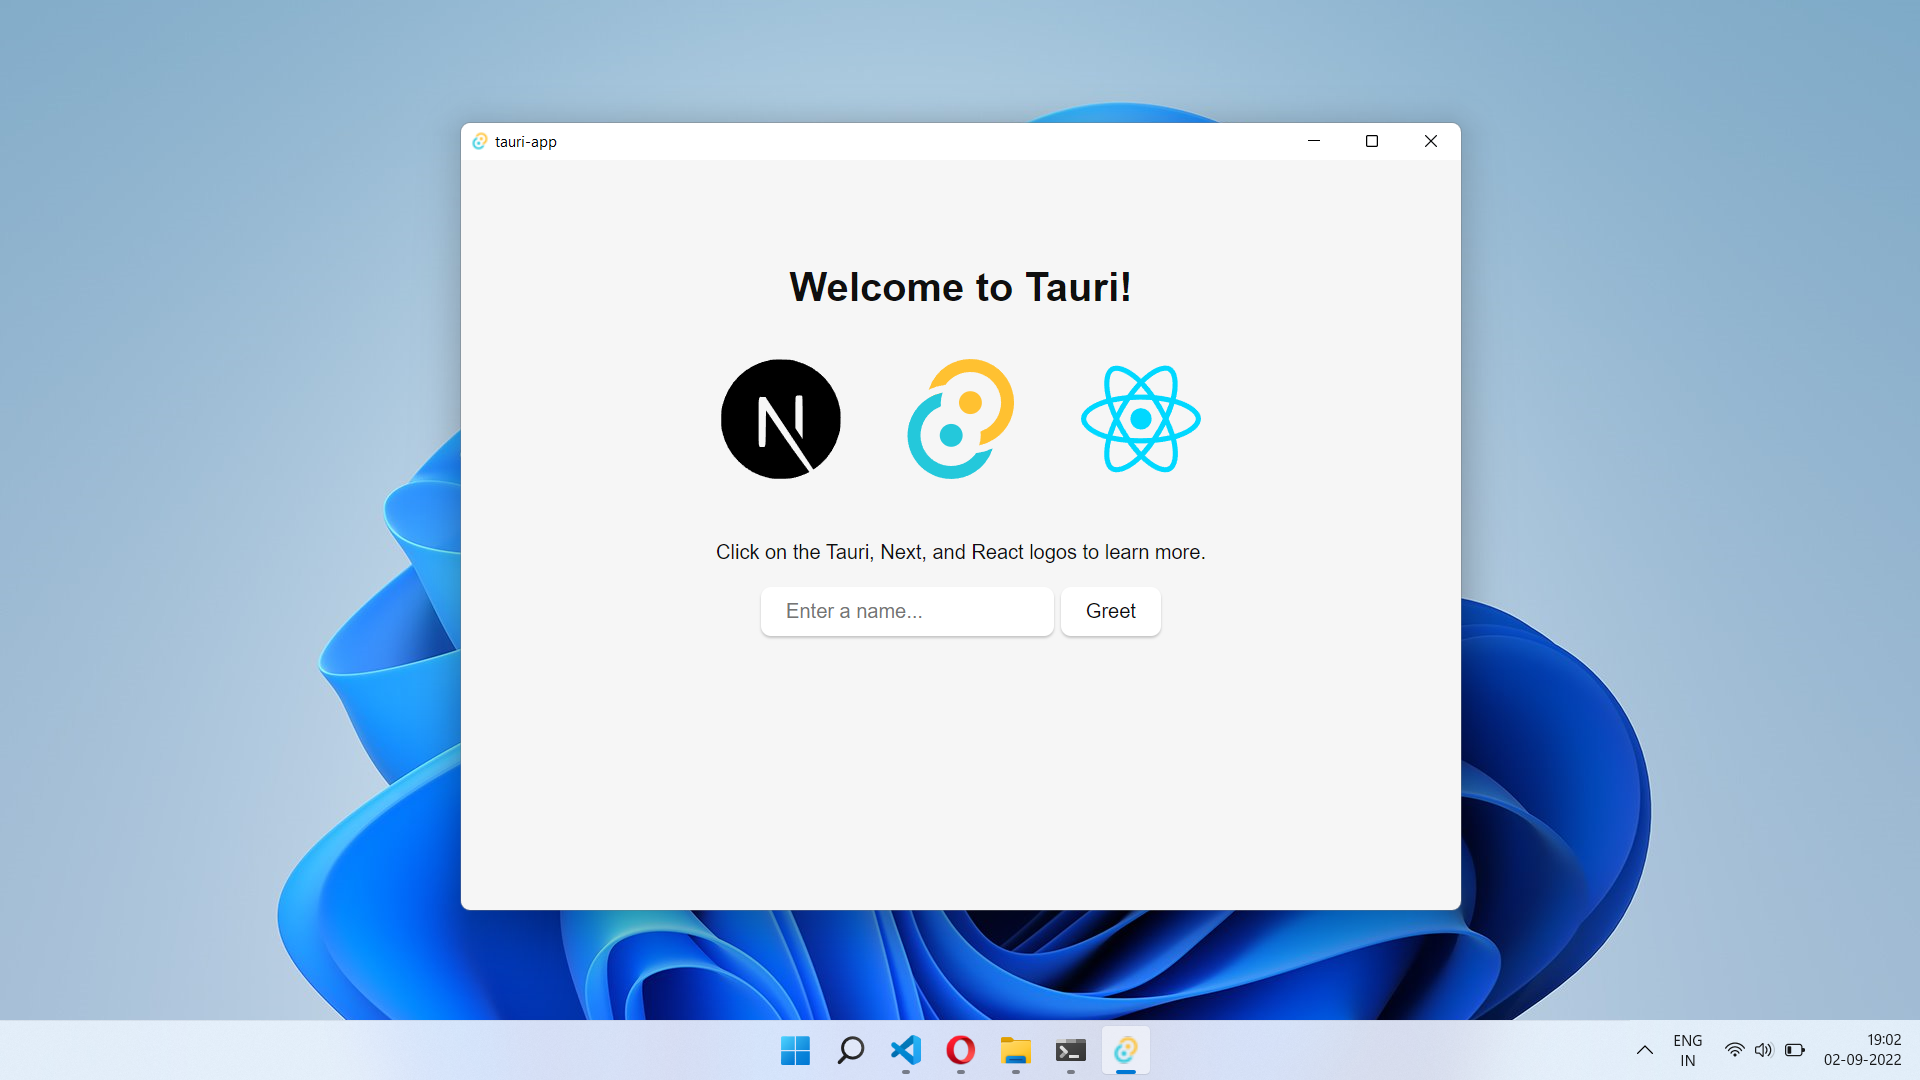 tauri-app
Welcome to Tauri!
Click on the Tauri, Next, and React logos to learn more.
Enter a name...
Greet
ENG
IN
19:02
02-09-2022